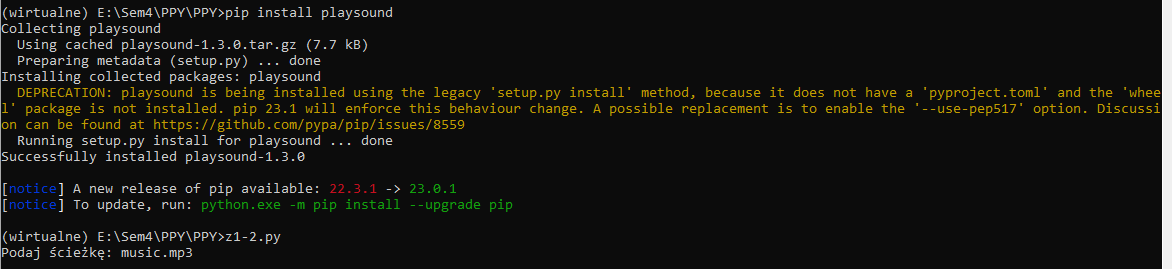 (wirtualne) E:\Sem4\PPY\PPY>pip install playsound
Collecting playsound
  Using cached playsound-1.3.0.tar.gz (7.7 kB)
  Preparing metadata (setup.py) ... done
Installing collected packages: playsound
  DEPRECATION: playsound is being installed using the legacy 'setup.py install' method, because it does not have a 'pyproject.toml' and the 'whee
l' package is not installed. pip 23.1 will enforce this behaviour change. A possible replacement is to enable the '--use-pep517' option. Discussi
on can be found at https://github.com/pypa/pip/issues/8559
  Running setup.py install for playsound ... done
Successfully installed playsound-1.3.0
[notice] A new release of pip available: 22.3.1 -> 23.0.1
[notice] To update, run: python.exe -m pip install --upgrade pip
(wirtualne) E:\Sem4\PPY\PPY>z1-2.py
Podaj ścieżkę: music.mp3